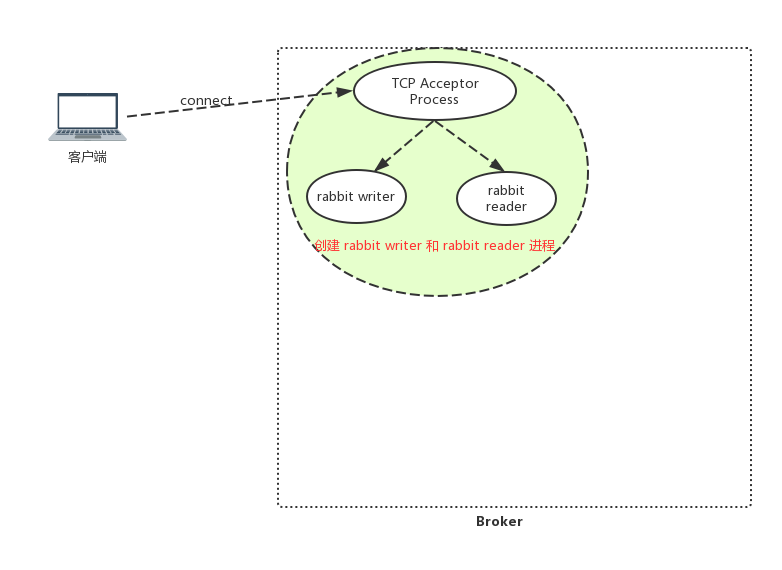 connect
客户端
TCP Acceptor
Process
rabbit writer
rabbit
reader
创建 rabbit writer 和 rabbit reader 进程
Broker